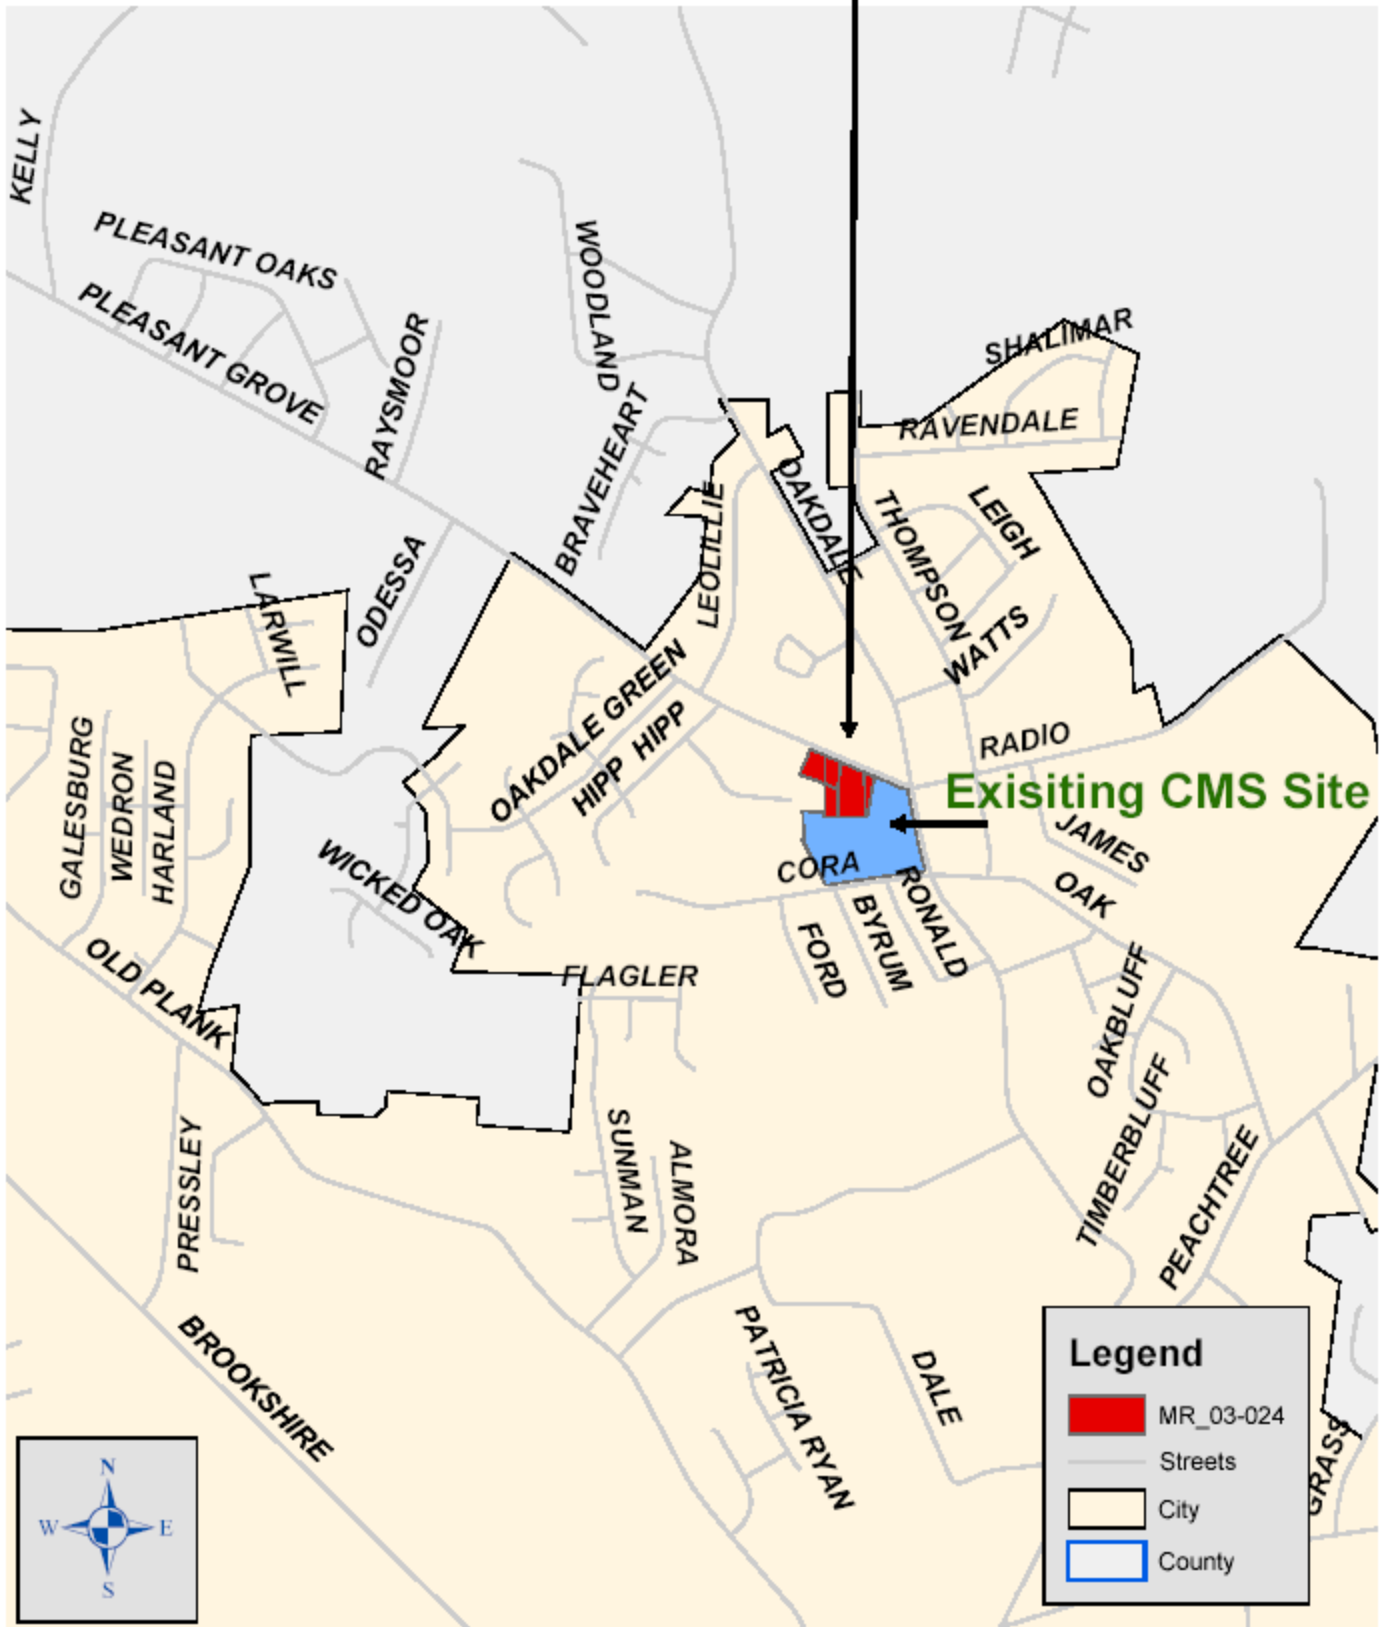 KELLY
PLEASANT OAKS
PLEASANT GROVE
RAYSMOOR
WOODLAND
BRAVEHEART
SHALIMAR
RAVENDALE
OAKDALE
LEOLILLIE
THOMPSON
LEIGH
WATTS
ODESSA
LARWILL
OAKDALE GREEN
HIPP HIPP
RADIO
Exisiting CMS Site
GALESBURG
WEDRON
HARLAND
WICKED OAK
CORA
JAMES
OAK
RONALD
BYRUM
FORD
OLD PLANK
FLAGLER
OAKBLUFF
TIMBERBLUFF
PEACHTREE
PRESSLEY
SUNMAN
ALMORA
BROOKSHIRE
PATRICIA RYAN
DALE
GRASS
Legend
MR_03-024
Streets
City
County
N
W E
S